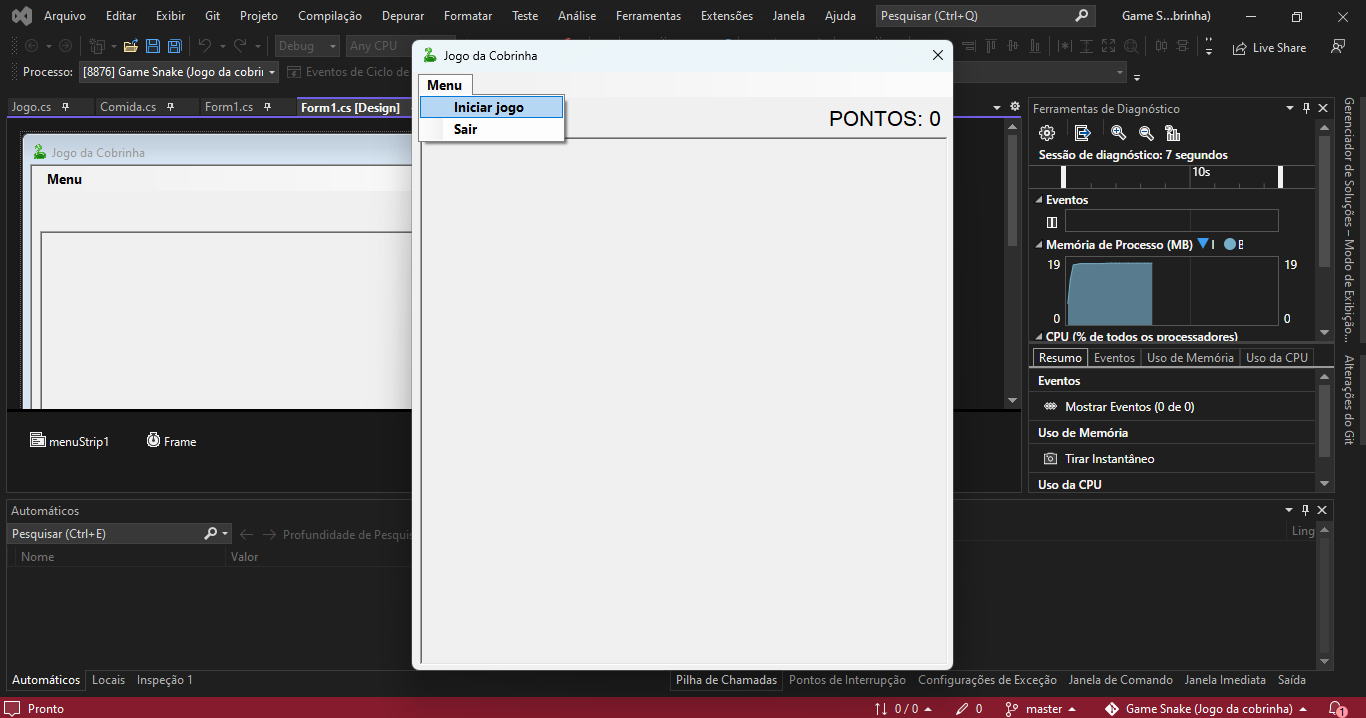 Arquivo Editar Exibir Git Projeto Compilação Depurar Formatar Teste Análise Ferramentas Extensões Janela Ajuda Pesquisar (Ctrl+Q) Game S...brinha)
Debug Any CPU Live Share
Processo: [8876] Game Snake (Jogo da cobrir Eventos de Ciclo de
Jogo.cs Comida.cs Form1.cs Form1.cs [Design]
Jogo da Cobrinha
Menu
Jogo da Cobrinha
Menu
Iniciar jogo
Sair
PONTOS: 0
menuStrip1 Frame
Ferramentas de Diagnóstico
Sessão de diagnóstico: 7 segundos
10s
Eventos
Memória de Processo (MB)
19 19
0 0
CPU (% de todos os processadores)
Resumo Eventos Uso de Memória Uso da CPU
Eventos
Mostrar Eventos (0 de 0)
Uso de Memória
Tirar Instantâneo
Uso da CPU
Gerenciador de Soluções – Modo de Exibição...
Alterações do Git
Automáticos
Pesquisar (Ctrl+E) Profundidade de Pesquis
Nome Valor
Ling
Automáticos Locais Inspeção 1
Pilha de Chamadas Pontos de Interrupção Configurações de Exceção Janela de Comando Janela Imediata Saída
Pronto 0 / 0 0 master Game Snake (Jogo da cobrinha) 1